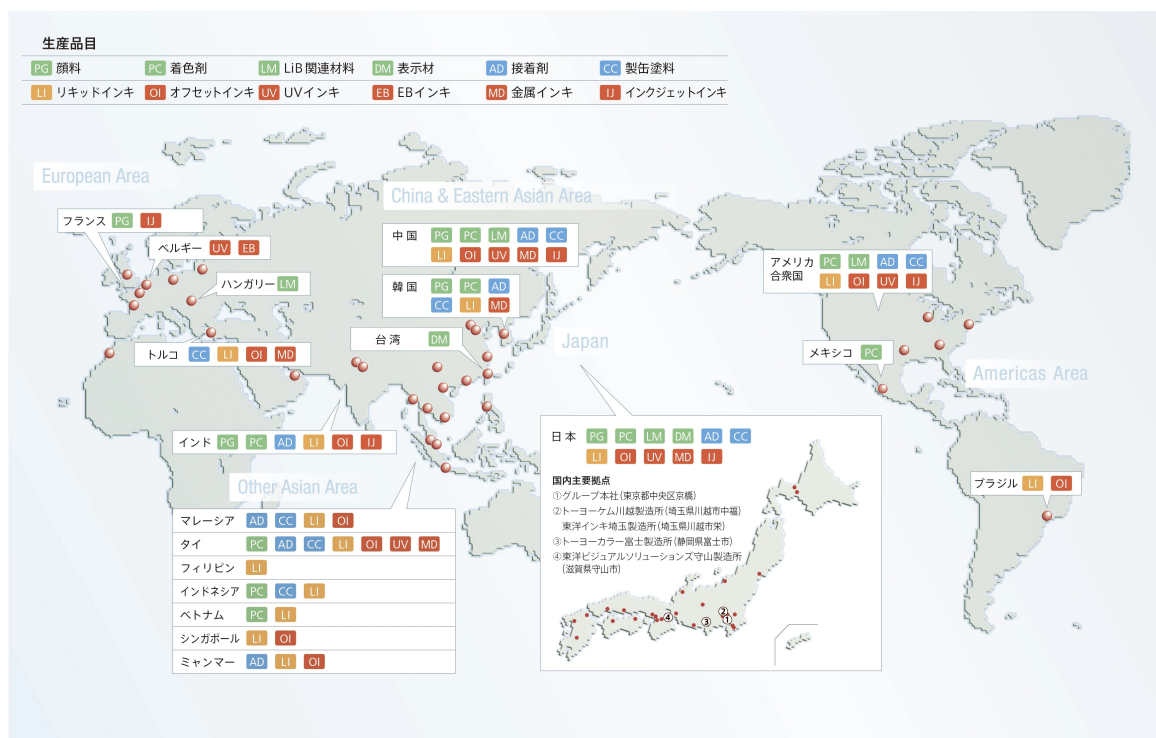 生産品目
PG 顔料 PC 着色剤 LM LiB関連材料 DM 表示材 AD 接着剤 CC 製缶塗料
LI リキッドインキ OI オフセットインキ UV UVインキ EB EBインキ MD 金属インキ IJ インクジェットインキ
European Area
フランス PG IJ
ベルギー UV EB
ハンガリー LM
トルコ CC LI OI MD
China & Eastern Asian Area
中国 PG PC LM AD CC
LI OI UV MD IJ
韓国 PG PC AD
CC LI MD
台湾 DM
Japan
アメリカ PC LM AD CC
合衆国 LI OI UV IJ
メキシコ PC
Americas Area
ブラジル LI OI
インド PG PC AD LI OI IJ
Other Asian Area
マレーシア AD CC LI OI
タイ PC AD CC LI OI UV MD
フィリピン LI
インドネシア PC CC LI
ベトナム PC LI
シンガポール LI OI
ミャンマー AD LI OI
日本 PG PC LM DM AD CC
LI OI UV MD IJ
国内主要拠点
①グループ本社(東京都中央区京橋)
②トーヨーケム川越製造所(埼玉県川越市中福)
東洋インキ埼玉製造所(埼玉県川越市栄)
③トーヨーカラー富士製造所(静岡県富士市)
④東洋ビジュアルソリューションズ守山製造所
(滋賀県守山市)
②
④ ③ ①